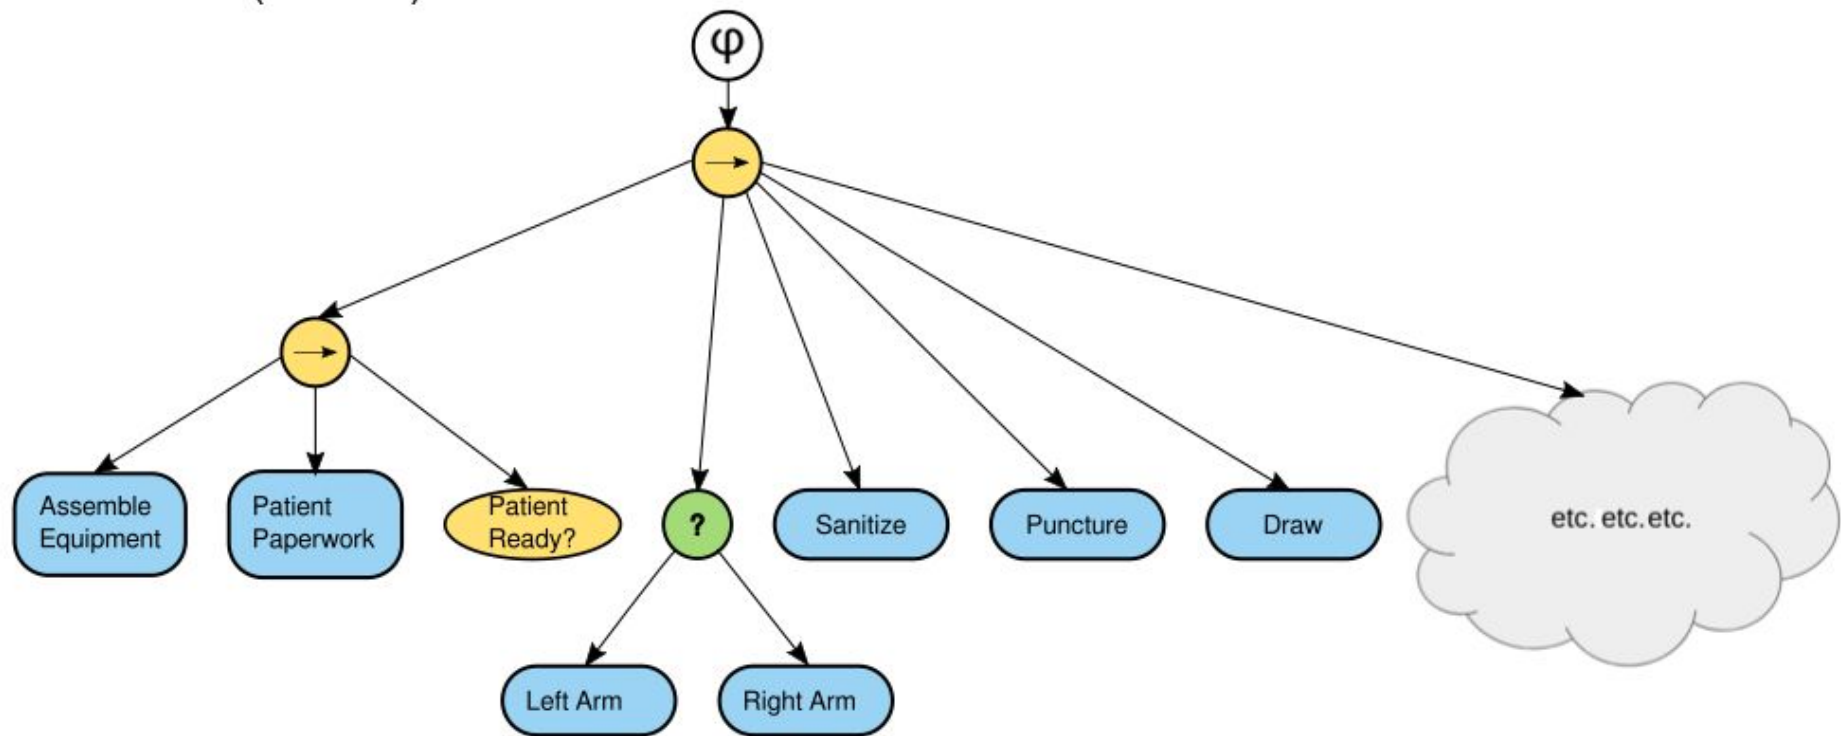 φ
Assemble
Equipment
Patient
Paperwork
Patient
Ready?
?
Sanitize
Puncture
Draw
etc. etc. etc.
Left Arm
Right Arm